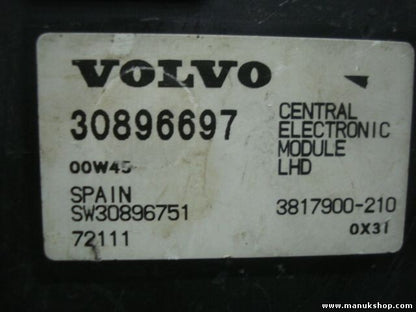 VOLVO
30896697
CENTRAL
ELECTRONIC
MODULE
LHD
00W45
SPAIN
SW30896751
3817900-210
72111
0X31
www.manukshop.com